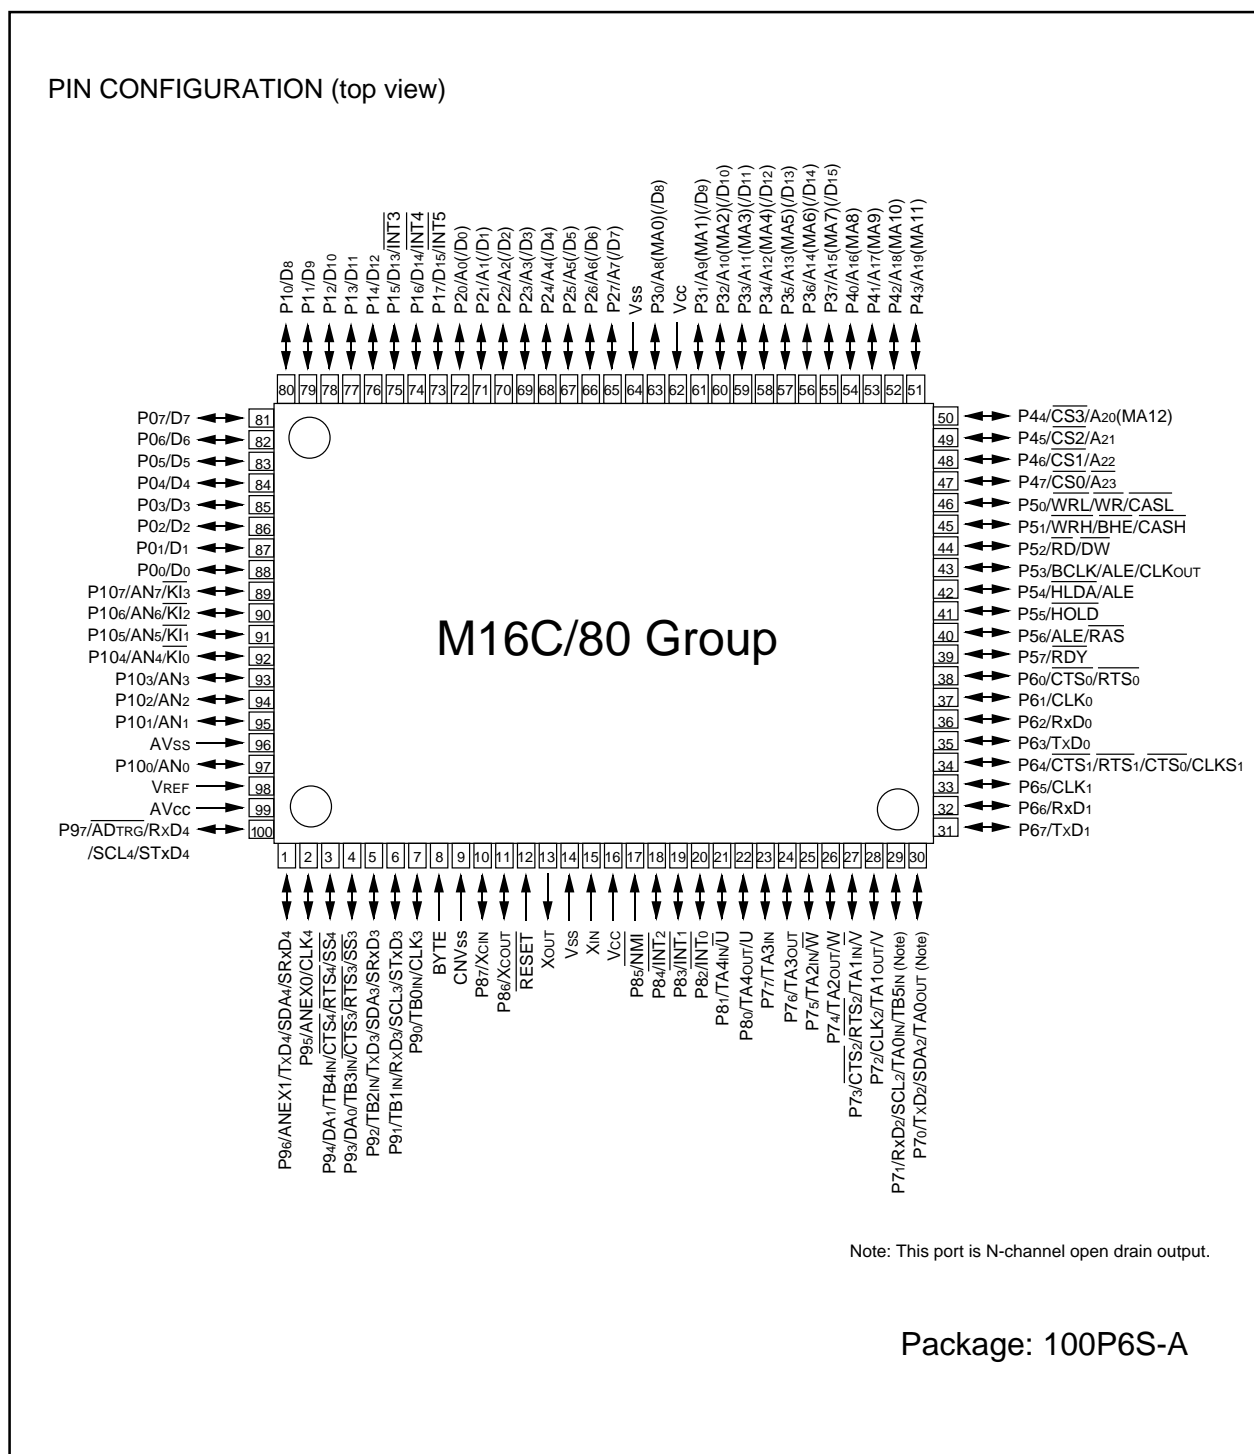 PIN CONFIGURATION (top view)
P10/D8
P11/D9
P12/D10
P13/D11
P14/D12
P15/D13/INT3
P16/D14/INT4
P17/D15/INT5
P20/A0(/D0)
P21/A1(/D1)
P22/A2(/D2)
P23/A3(/D3)
P24/A4(/D4)
P25/A5(/D5)
P26/A6(/D6)
P27/A7(/D7)
Vss
P30/A8(MA0)(/D8)
Vcc
P31/A9(MA1)(/D9)
P32/A10(MA2)(/D10)
P33/A11(MA3)(/D11)
P34/A12(MA4)(/D12)
P35/A13(MA5)(/D13)
P36/A14(MA6)(/D14)
P37/A15(MA7)(/D15)
P40/A16(MA8)
P41/A17(MA9)
P42/A18(MA10)
P43/A19(MA11)
80 79 78 77 76 75 74 73 72 71 70 69 68 67 66 65 64 63 62 61 60 59 58 57 56 55 54 53 52 51
P07/D7 81
P06/D6 82
P05/D5 83
P04/D4 84
P03/D3 85
P02/D2 86
P01/D1 87
P00/D0 88
P107/AN7/KI3 89
P106/AN6/KI2 90
P105/AN5/KI1 91
P104/AN4/KI0 92
P103/AN3 93
P102/AN2 94
P101/AN1 95
AVss 96
P100/AN0 97
VREF 98
AVcc 99
P97/ADTRG/RxD4 100
/SCL4/STxD4
M16C/80 Group
50 P44/CS3/A20(MA12)
49 P45/CS2/A21
48 P46/CS1/A22
47 P47/CS0/A23
46 P50/WRL/WR/CASL
45 P51/WRH/BHE/CASH
44 P52/RD/DW
43 P53/BCLK/ALE/CLKOUT
42 P54/HLDA/ALE
41 P55/HOLD
40 P56/ALE/RAS
39 P57/RDY
38 P60/CTS0/RTS0
37 P61/CLK0
36 P62/RxD0
35 P63/TxD0
34 P64/CTS1/RTS1/CTS0/CLKS1
33 P65/CLK1
32 P66/RxD1
31 P67/TxD1
1 2 3 4 5 6 7 8 9 10 11 12 13 14 15 16 17 18 19 20 21 22 23 24 25 26 27 28 29 30
P96/ANEX1/TxD4/SDA4/SRxD4
P95/ANEX0/CLK4
P94/DA1/TB4IN/CTS4/RTS4/SS4
P93/DA0/TB3IN/CTS3/RTS3/SS3
P92/TB2IN/TxD3/SDA3/SRxD3
P91/TB1IN/RxD3/SCL3/STxD3
P90/TB0IN/CLK3
BYTE
CNVss
P87/XCIN
P86/XCOUT
RESET
XOUT
Vss
XIN
Vcc
P85/NMI
P84/INT2
P83/INT1
P82/INT0
P81/TA4IN/U
P80/TA4OUT/U
P77/TA3IN
P76/TA3OUT
P75/TA2IN/W
P74/TA2OUT/W
P73/CTS2/RTS2/TA1IN/V
P72/CLK2/TA1OUT/V
P71/RxD2/SCL2/TA0IN/TB5IN (Note)
P70/TxD2/SDA2/TA0OUT (Note)
Note: This port is N-channel open drain output.
Package: 100P6S-A